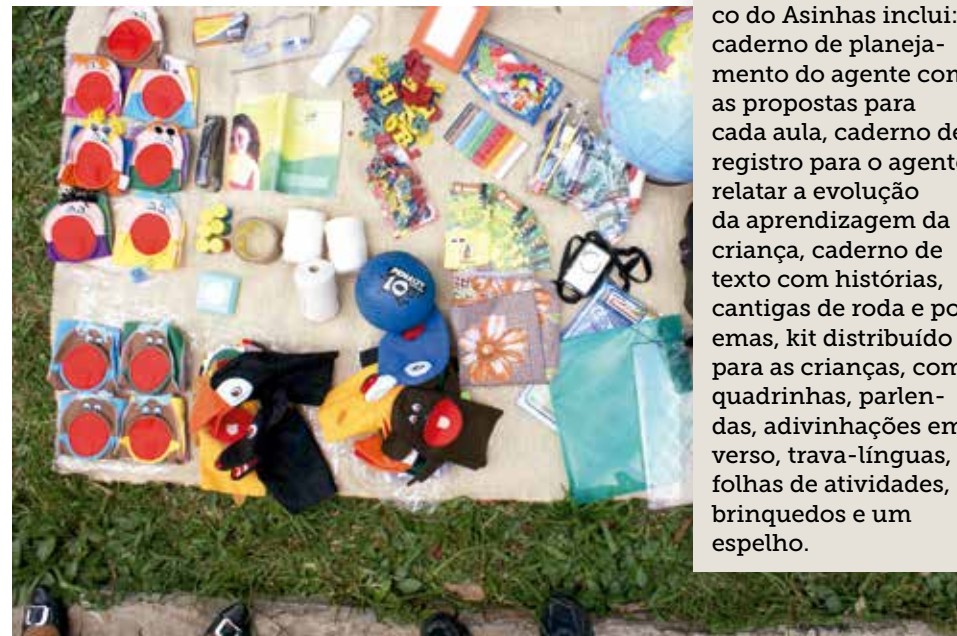 co do Asinhas inclui:
caderno de planeja-
mento do agente com
as propostas para
cada aula, caderno de
registro para o agente
relatar a evolução
da aprendizagem da
criança, caderno de
texto com histórias,
cantigas de roda e po-
emas, kit distribuído
para as crianças, com
quadrinhas, parlen-
das, adivinhações em
verso, trava-línguas,
folhas de atividades,
brinquedos e um
espelho.
PENALTY
10